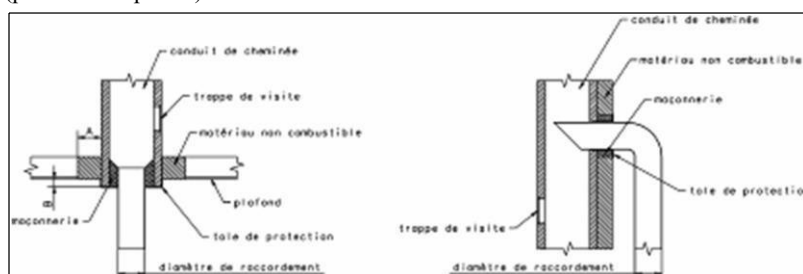 conduit de cheminée
trappe de visite
matériau non combustible
A
B
plafond
maçonnerie
tole de protection
diamètre de raccordement
conduit de cheminée
matériau non combustible
maçonnerie
tole de protection
trappe de visite
diamètre de raccordement